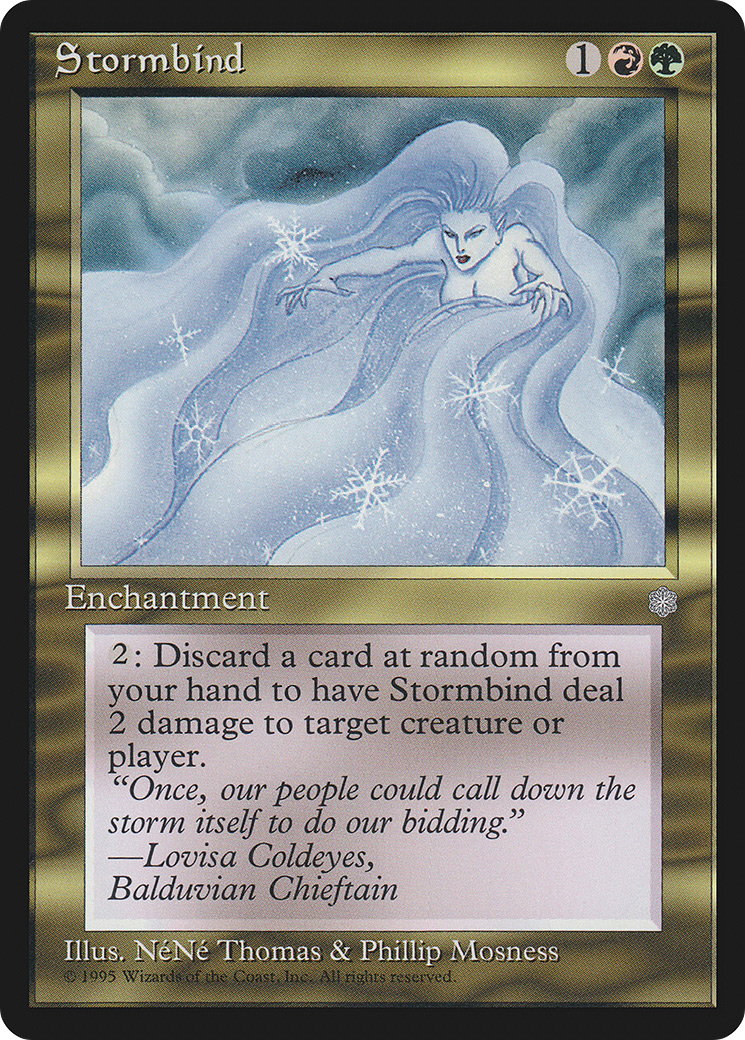 Stormbind 1
Enchantment
2: Discard a card at random from
your hand to have Stormbind deal
2 damage to target creature or
player.
“Once, our people could call down the
storm itself to do our bidding.”
—Lovisa Coldeyes,
Balduvian Chieftain
Illus. NéNé Thomas & Phillip Mosness
© 1995 Wizards of the Coast, Inc. All rights reserved.